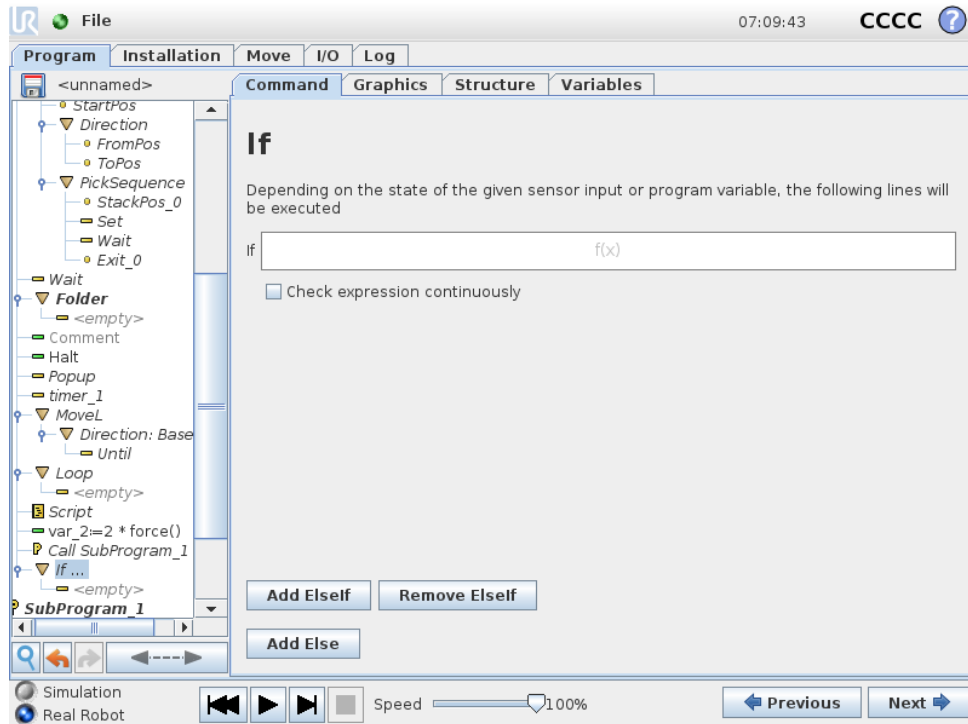 UR File 07:09:43 CCCC ?
Program Installation Move I/O Log
<unnamed>
Command Graphics Structure Variables
StartPos
Direction
FromPos
ToPos
PickSequence
StackPos_0
Set
Wait
Exit_0
Wait
Folder
<empty>
Comment
Halt
Popup
timer_1
MoveL
Direction: Base
Until
Loop
<empty>
Script
var_2:=2 * force()
Call SubProgram_1
If ...
<empty>
SubProgram_1
If
Depending on the state of the given sensor input or program variable, the following lines will
be executed
If f(x)
Check expression continuously
Add ElseIf Remove ElseIf
Add Else
Simulation
Real Robot
Speed 100%
Previous Next